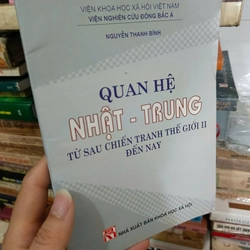 VIỆN KHOA HỌC XÃ HỘI VIỆT NAM
VIỆN NGHIÊN CỨU ĐÔNG BẮC Á
NGUYỄN THANH BÌNH
QUAN HỆ
NHẬT - TRUNG
TỪ SAU CHIẾN TRANH THẾ GIỚI II
ĐẾN NAY
NHÀ XUẤT BẢN KHOA HỌC XÃ HỘI